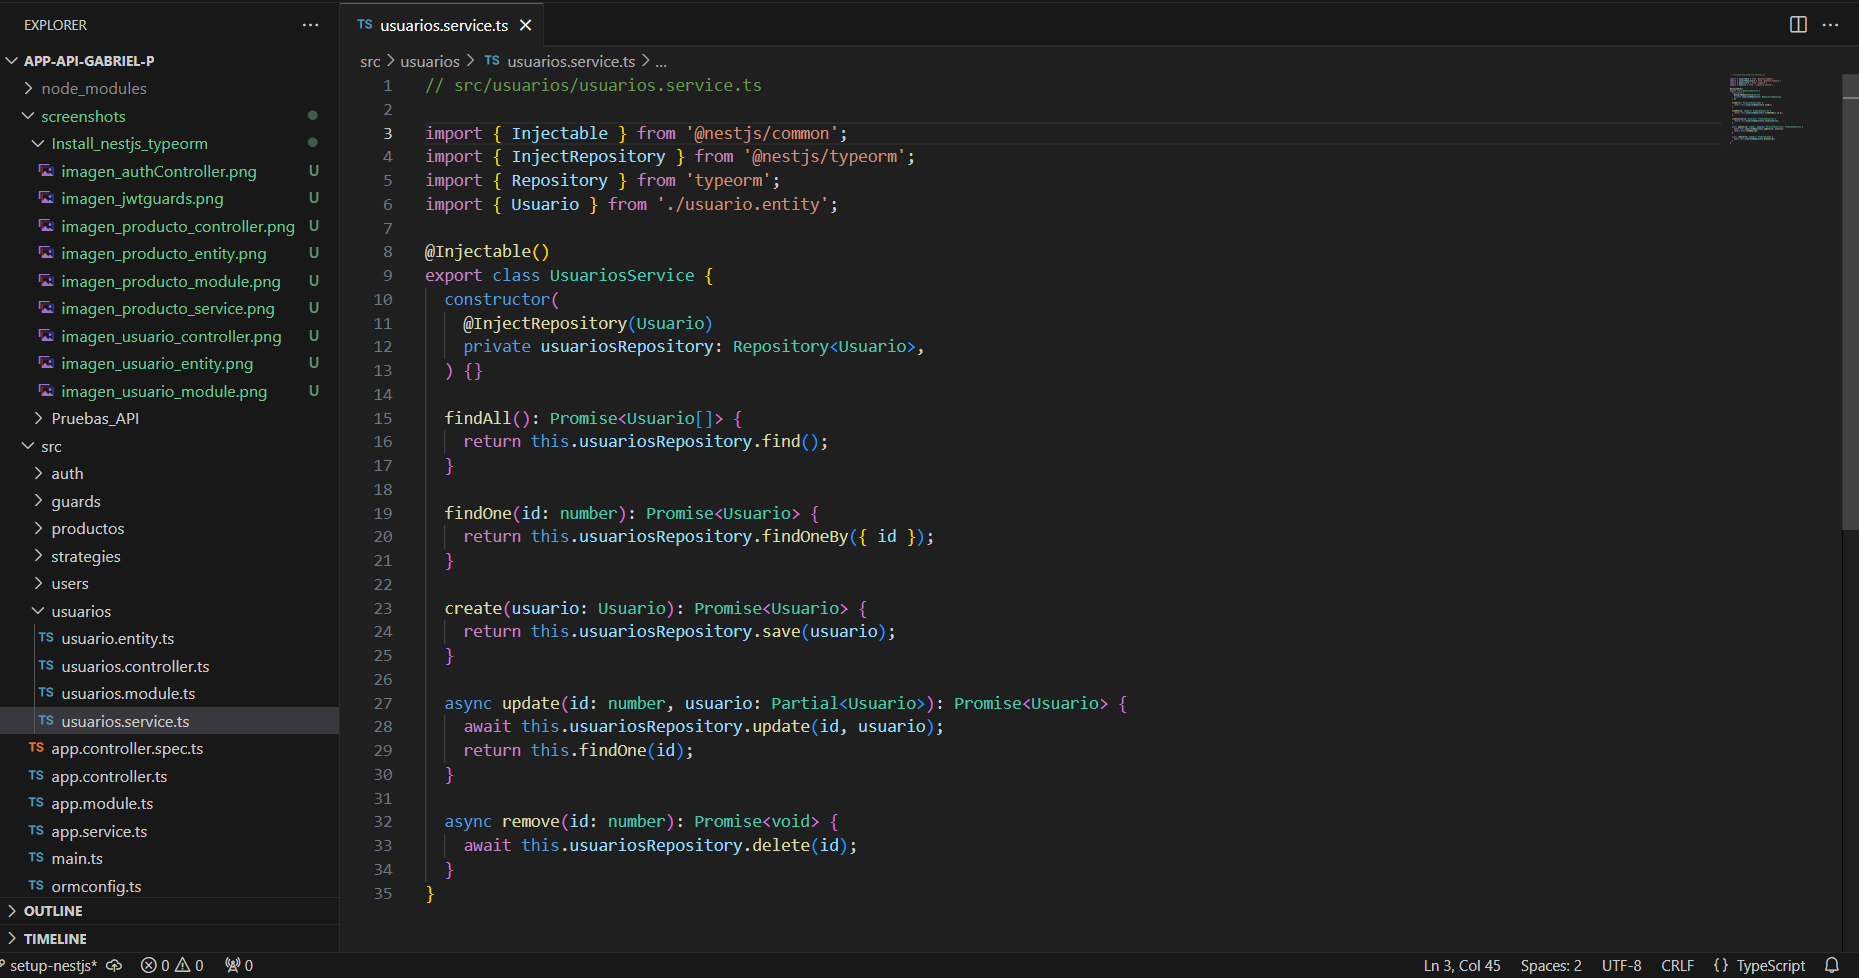 EXPLORER
APP-API-GABRIEL-P
node_modules
screenshots
Install_nestjs_typeorm
imagen_authController.png U
imagen_jwtguards.png U
imagen_producto_controller.png U
imagen_producto_entity.png U
imagen_producto_module.png U
imagen_producto_service.png U
imagen_usuario_controller.png U
imagen_usuario_entity.png U
imagen_usuario_module.png U
Pruebas_API
src
auth
guards
productos
strategies
users
usuarios
TS usuario.entity.ts
TS usuarios.controller.ts
TS usuarios.module.ts
TS usuarios.service.ts
TS app.controller.spec.ts
TS app.controller.ts
TS app.module.ts
TS app.service.ts
TS main.ts
TS ormconfig.ts
OUTLINE
TIMELINE
TS usuarios.service.ts
src > usuarios > TS usuarios.service.ts > ...
1 // src/usuarios/usuarios.service.ts
2
3 import { Injectable } from '@nestjs/common';
4 import { InjectRepository } from '@nestjs/typeorm';
5 import { Repository } from 'typeorm';
6 import { Usuario } from './usuario.entity';
7
8 @Injectable()
9 export class UsuariosService {
10 constructor(
11 @InjectRepository(Usuario)
12 private usuariosRepository: Repository<Usuario>,
13 ) {}
14
15 findAll(): Promise<Usuario[]> {
16 return this.usuariosRepository.find();
17 }
18
19 findOne(id: number): Promise<Usuario> {
20 return this.usuariosRepository.findOneBy({ id });
21 }
22
23 create(usuario: Usuario): Promise<Usuario> {
24 return this.usuariosRepository.save(usuario);
25 }
26
27 async update(id: number, usuario: Partial<Usuario>): Promise<Usuario> {
28 await this.usuariosRepository.update(id, usuario);
29 return this.findOne(id);
30 }
31
32 async remove(id: number): Promise<void> {
33 await this.usuariosRepository.delete(id);
34 }
35 }
setup-nestjs* 0 0 0 Ln 3, Col 45 Spaces: 2 UTF-8 CRLF {} TypeScript